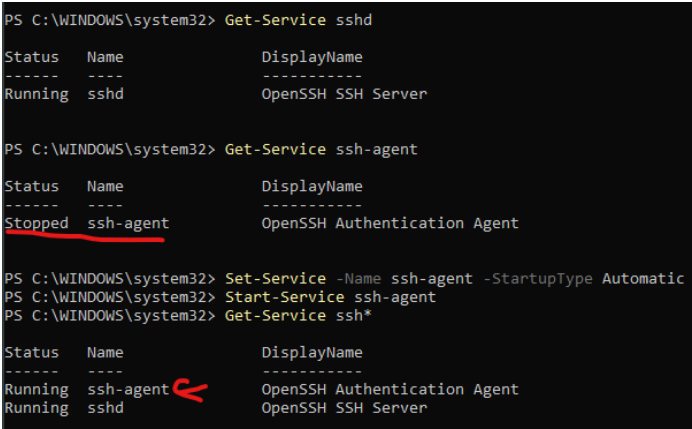 PS C:\WINDOWS\system32> Get-Service sshd
Status   Name               DisplayName
------   ----               -----------
Running  sshd               OpenSSH SSH Server
PS C:\WINDOWS\system32> Get-Service ssh-agent
Status   Name               DisplayName
------   ----               -----------
Stopped  ssh-agent          OpenSSH Authentication Agent
PS C:\WINDOWS\system32> Set-Service -Name ssh-agent -StartupType Automatic
PS C:\WINDOWS\system32> Start-Service ssh-agent
PS C:\WINDOWS\system32> Get-Service ssh*
Status   Name               DisplayName
------   ----               -----------
Running  ssh-agent          OpenSSH Authentication Agent
Running  sshd               OpenSSH SSH Server